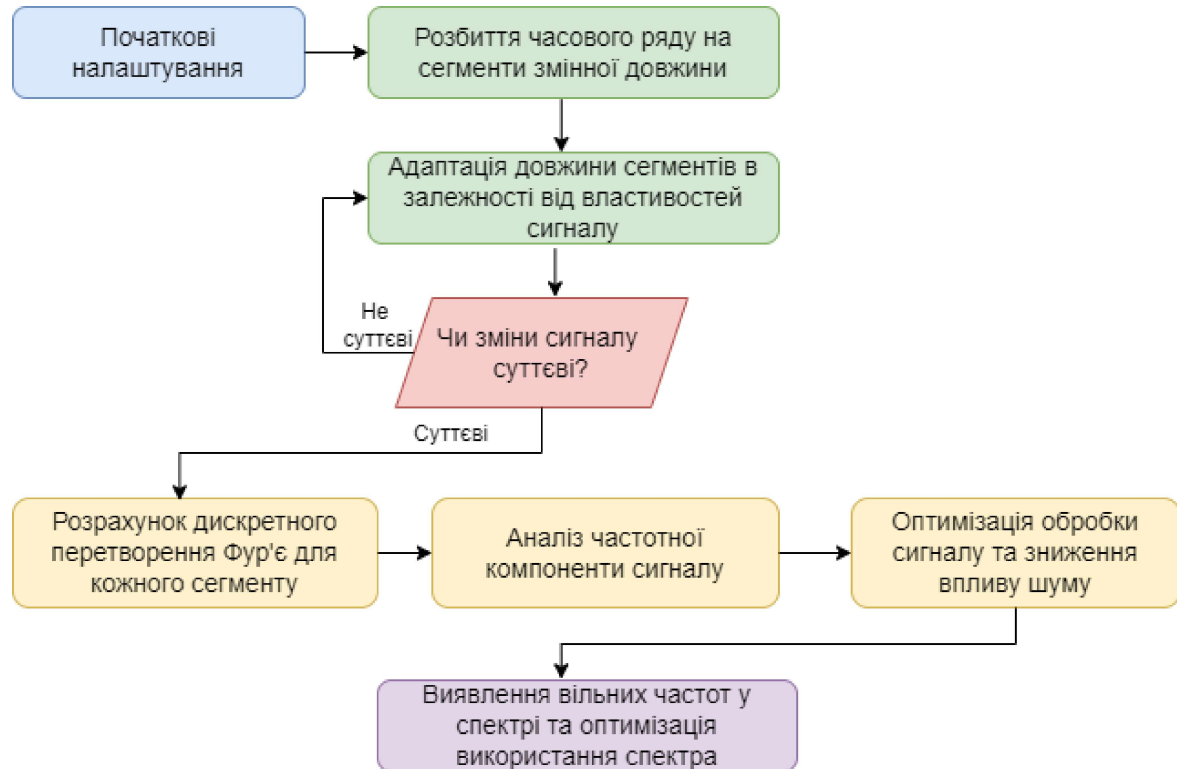 Початкові
налаштування
Розбиття часового ряду на
сегменти змінної довжини
Адаптація довжини сегментів в
залежності від властивостей
сигналу
Не
суттєві
Чи зміни сигналу
суттєві?
Суттєві
Розрахунок дискретного
перетворення Фур'є для
кожного сегменту
Аналіз частотної
компоненти сигналу
Оптимізація обробки
сигналу та зниження
впливу шуму
Виявлення вільних частот у
спектрі та оптимізація
використання спектра